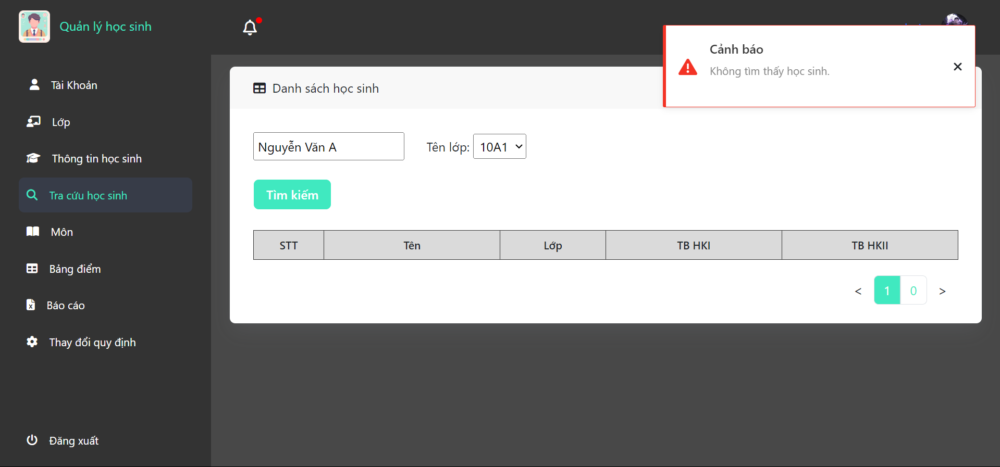 Quản lý học sinh
Cảnh báo
Không tìm thấy học sinh.
Tài Khoản
Lớp
Thông tin học sinh
Tra cứu học sinh
Môn
Bảng điểm
Báo cáo
Thay đổi quy định
Đăng xuất
Danh sách học sinh
Nguyễn Văn A
Tên lớp: 10A1
Tìm kiếm
STT Tên Lớp TB HKI TB HKII
< 1 0 >